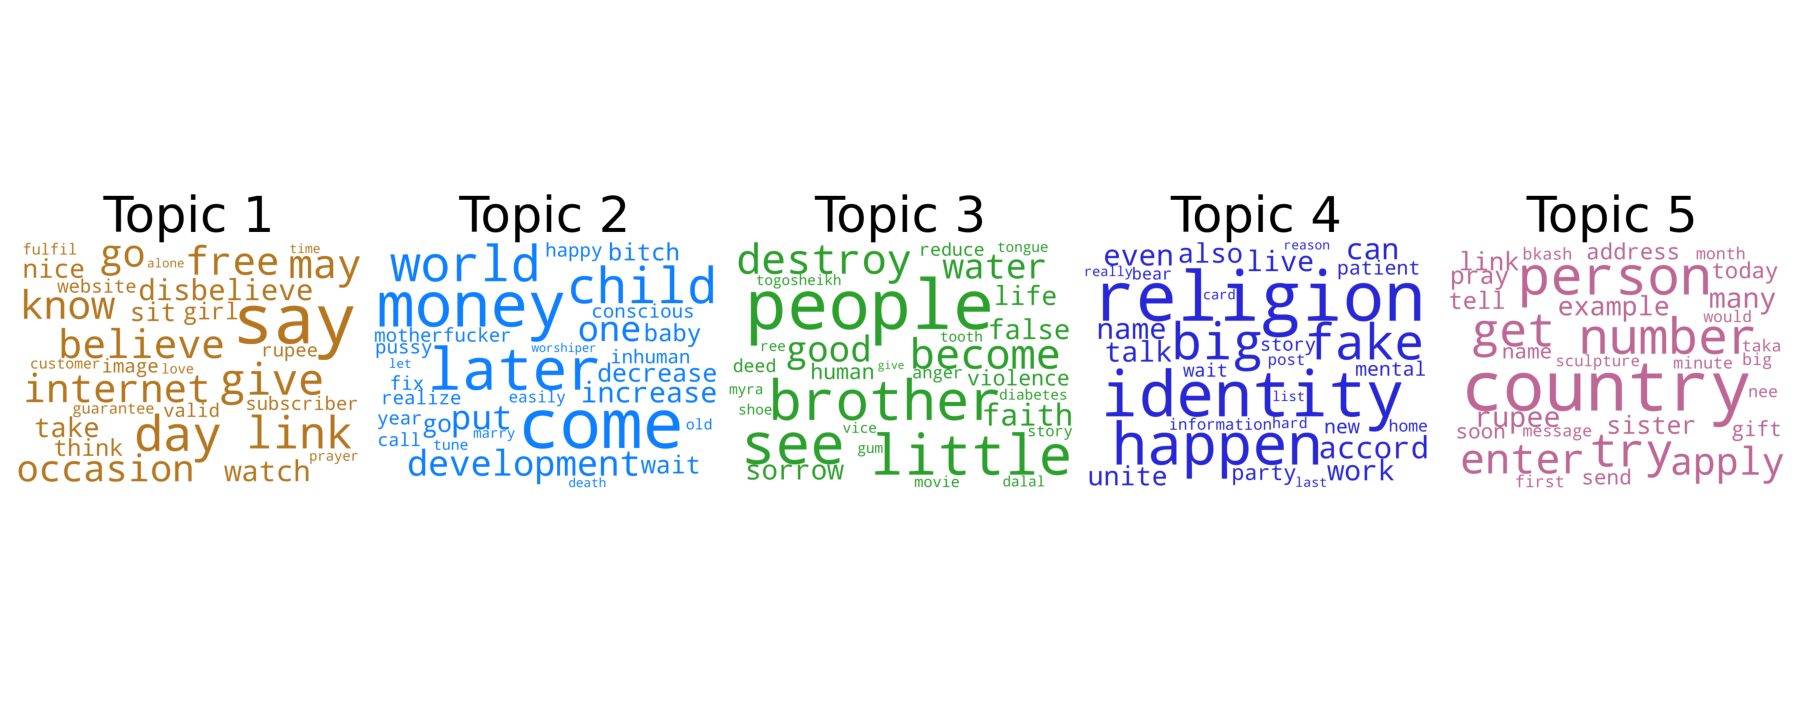 Topic 1
fulfil go free time
nice alone may
website disbelieve
know sit girl say
believe rupee
customer image love give
internet subscriber
guarantee valid
take day link
think prayer
occasion watch
Topic 2
world happy bitch
money child
conscious
motherfucker one baby
pussy worshiper inhuman
let later decrease
fix easily increase
realize
year go put come old
call tune marry
development wait
death
Topic 3
destroy reduce tongue
togosheikh water
people life
tooth false
ree good become
deed human give anger violence
myra brother diabetes
shoe faith
see vice story
gum little
sorrow movie dalal
Topic 4
even also reason can
really bear live patient
religion card
name big story fake
talk post
wait mental
identity list
information hard new home
happen accord
unite party last work
Topic 5
link bkash address month
pray person today
tell example many
get number would
name taka
sculpture minute big
country nee
rupee
soon message sister gift
enter try apply
first send